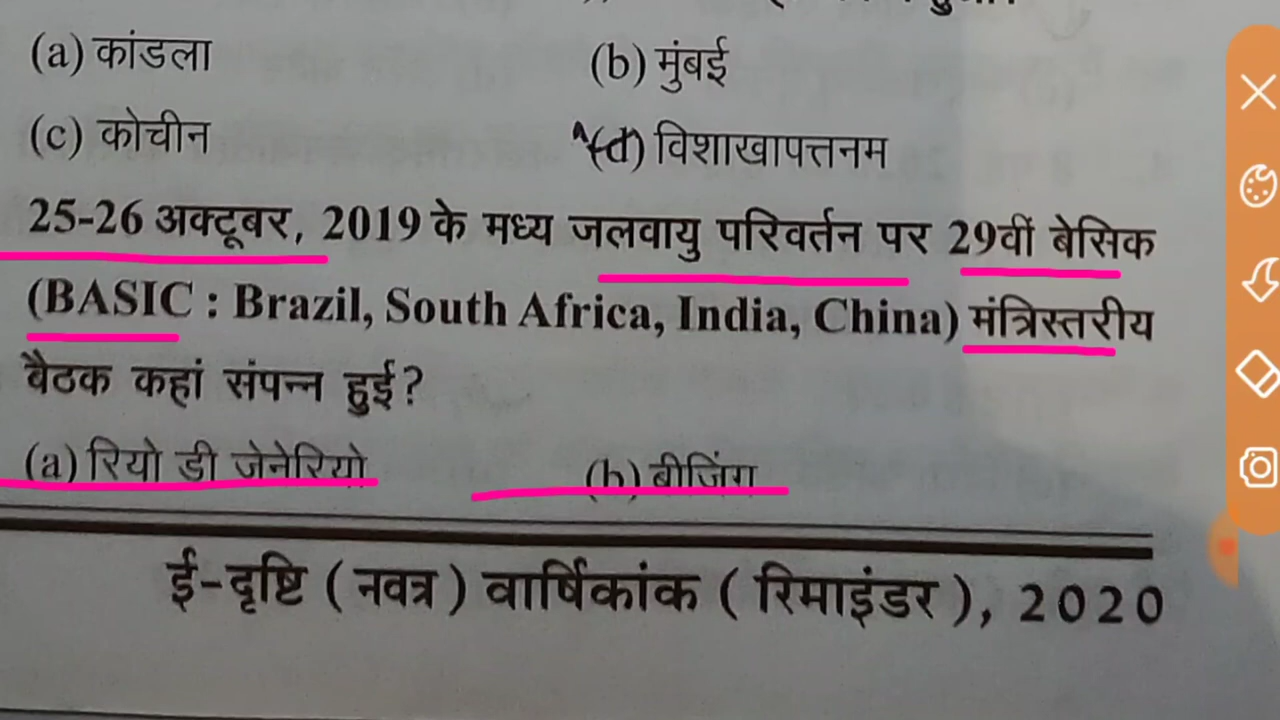 (a) कांडला (b) मुंबई
(c) कोचीन (d) विशाखापत्तनम
25-26 अक्टूबर, 2019 के मध्य जलवायु परिवर्तन पर 29वीं बेसिक
(BASIC : Brazil, South Africa, India, China) मंत्रिस्तरीय
बैठक कहां संपन्न हुई?
(a) रियो डी जेनेरियो (b) बीजिंग
ई-दृष्टि ( नवत्र ) वार्षिकांक ( रिमाइंडर ), 2020